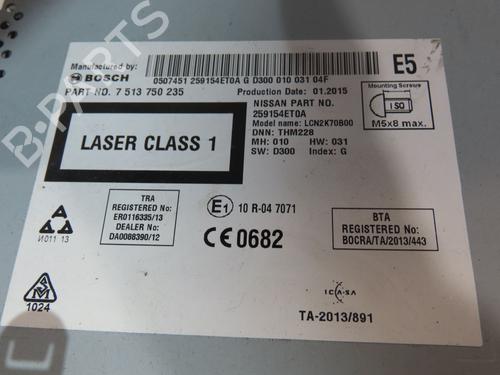 Manufactured by:
BOSCH
0507451 259154ET0A G D300 010 031 04F
E5
PART NO. 7 513 750 235
Production Date: 01.2015
NISSAN PART NO.
259154ET0A
Model name: LCN2K70B00
DNN: THM228
MH: 010 HW: 031
SW: D300 Index: G
Mounting Screws
ISO
M5x8 max.
LASER CLASS 1
TRA
REGISTERED No:
ER0116335/13
DEALER No:
DA0088390/12
E1 10 R-04 7071
CE0682
BTA
REGISTERED No:
BOCRA/TA/2013/443
И011 13
1024
ICASA
TA-2013/891
B-PARTS